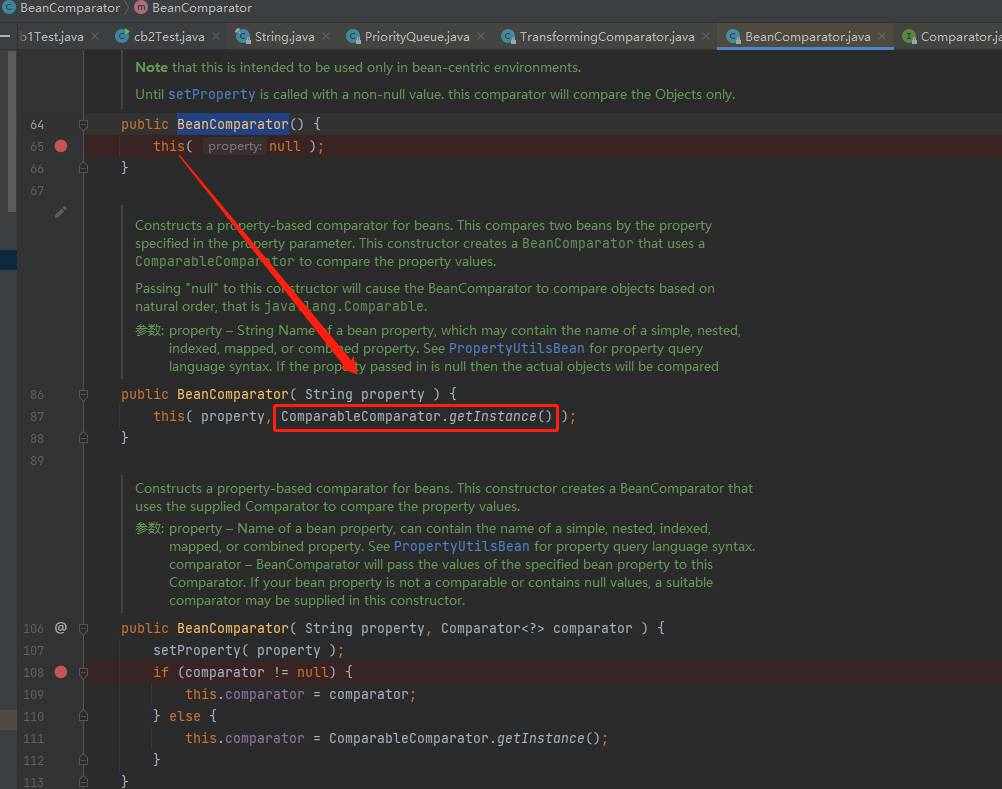 BeanComparator BeanComparator
b1Test.java cb2Test.java String.java PriorityQueue.java TransformingComparator.java BeanComparator.java Comparator.ja
Note that this is intended to be used only in bean-centric environments.
Until setProperty is called with a non-null value. this comparator will compare the Objects only.
64 public BeanComparator() {
65 this( property: null );
66 }
67
Constructs a property-based comparator for beans. This compares two beans by the property
specified in the property parameter. This constructor creates a BeanComparator that uses a
ComparableComparator to compare the property values.
Passing "null" to this constructor will cause the BeanComparator to compare objects based on
natural order, that is java.lang.Comparable.
参数: property – String Name of a bean property, which may contain the name of a simple, nested,
indexed, mapped, or combined property. See PropertyUtilsBean for property query
language syntax. If the property passed in is null then the actual objects will be compared
86 public BeanComparator( String property ) {
87 this( property, ComparableComparator.getInstance() );
88 }
89
Constructs a property-based comparator for beans. This constructor creates a BeanComparator that
uses the supplied Comparator to compare the property values.
参数: property – Name of a bean property, can contain the name of a simple, nested, indexed,
mapped, or combined property. See PropertyUtilsBean for property query language syntax.
comparator – BeanComparator will pass the values of the specified bean property to this
Comparator. If your bean property is not a comparable or contains null values, a suitable
comparator may be supplied in this constructor.
106 @ public BeanComparator( String property, Comparator<?> comparator ) {
107 setProperty( property );
108 if (comparator != null) {
109 this.comparator = comparator;
110 } else {
111 this.comparator = ComparableComparator.getInstance();
112 }
113 }